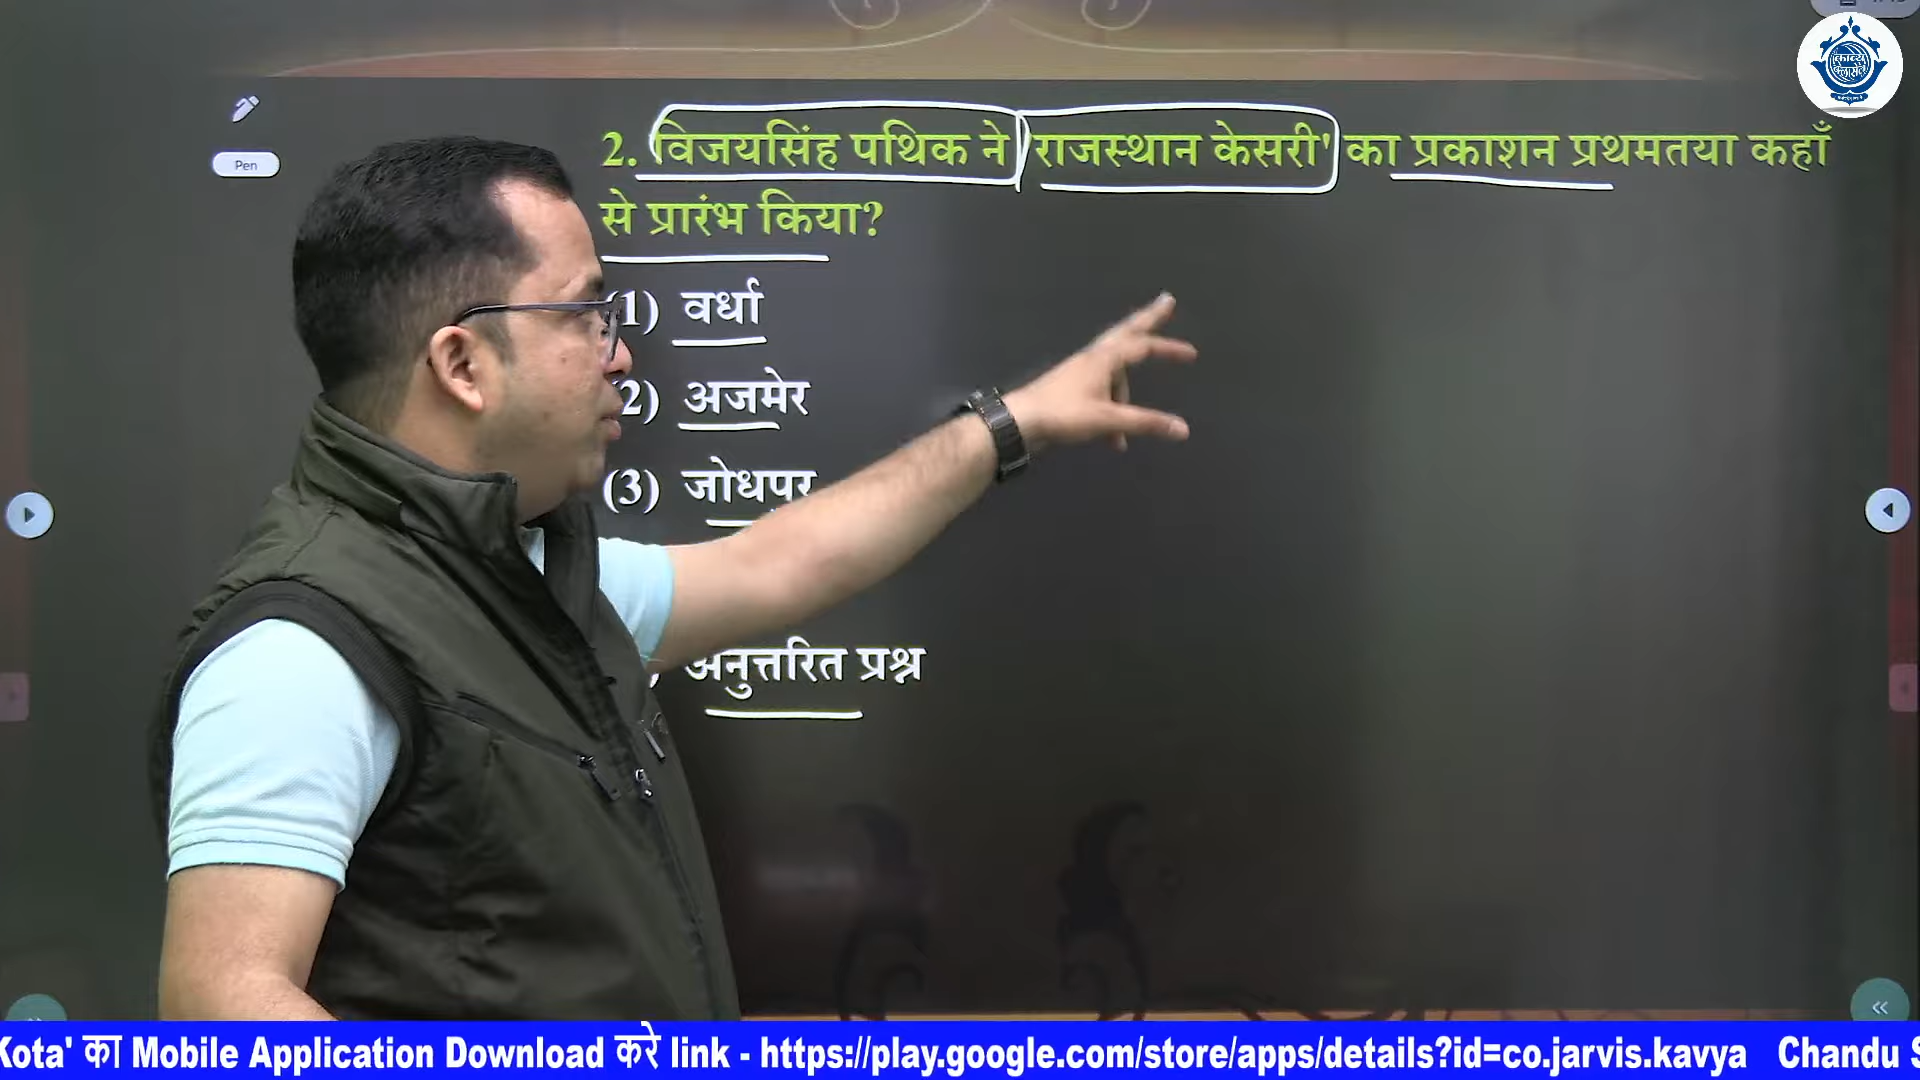 Pen
2. विजयसिंह पथिक ने 'राजस्थान केसरी' का प्रकाशन प्रथमतया कहाँ
से प्रारंभ किया?
(1) वर्धा
(2) अजमेर
(3) जोधपुर
अनुत्तरित प्रश्न
Kota' का Mobile Application Download करे link - https://play.google.com/store/apps/details?id=co.jarvis.kavya Chandu